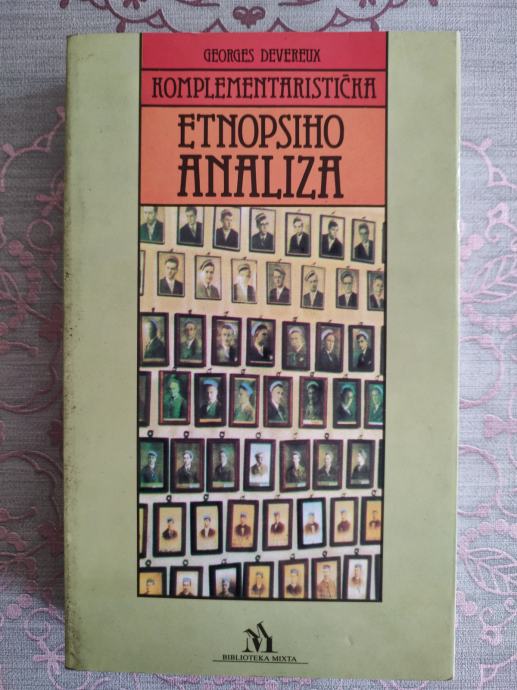 GEORGES DEVEREUX
KOMPLEMENTARISTIČKA
ETNOPSIHO
ANALIZA
M
BIBLIOTEKA MIXTA